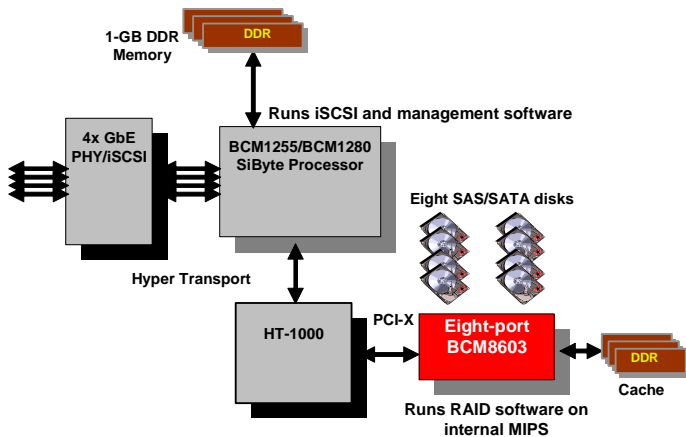 1-GB DDR
Memory
DDR
Runs iSCSI and management software
4x GbE
PHY/iSCSI
BCM1255/BCM1280
SiByte Processor
Eight SAS/SATA disks
Hyper Transport
HT-1000
PCI-X
Eight-port
BCM8603
DDR
Cache
Runs RAID software on
internal MIPS